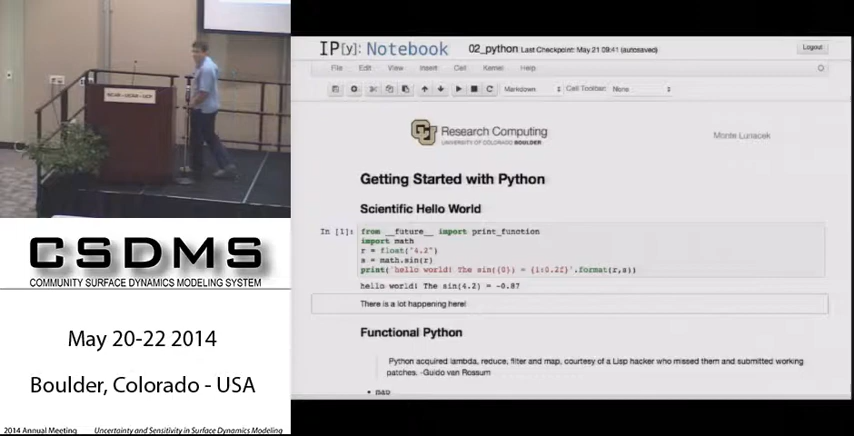 IP[y]: Notebook 02_python Last Checkpoint: May 21 09:41 (autosaved)
Logout
File Edit View Insert Cell Kernel Help
Markdown Cell Toolbar: None
CU Research Computing
UNIVERSITY OF COLORADO BOULDER
Monte Lunacek
Getting Started with Python
Scientific Hello World
In [1]: from __future__ import print_function
import math
r = float("4.2")
s = math.sin(r)
print('hello world! The sin({0}) = {1:0.2f}'.format(r,s))
hello world! The sin(4.2) = -0.87
There is a lot happening here!
Functional Python
Python acquired lambda, reduce, filter and map, courtesy of a Lisp hacker who missed them and submitted working
patches. -Guido van Rossum
• map
CSDMS
COMMUNITY SURFACE DYNAMICS MODELING SYSTEM
May 20-22 2014
Boulder, Colorado - USA
2014 Annual Meeting Uncertainty and Sensitivity in Surface Dynamics Modeling